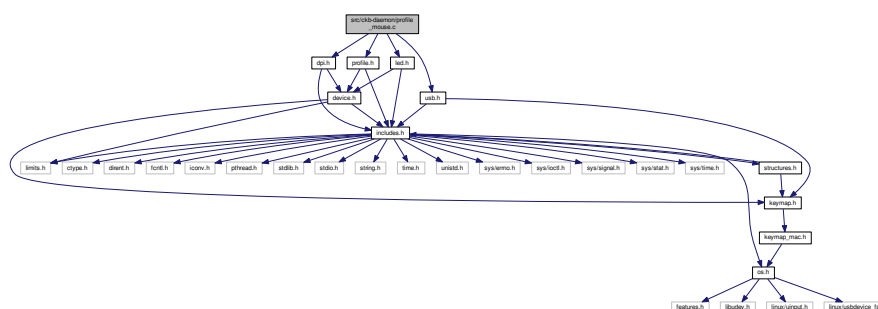 src/ckb-daemon/profile
_mouse.c
dpi.h
profile.h
led.h
device.h
usb.h
includes.h
limits.h
ctype.h
dirent.h
fcntl.h
iconv.h
pthread.h
stdlib.h
stdio.h
string.h
time.h
unistd.h
sys/errno.h
sys/ioctl.h
sys/signal.h
sys/stat.h
sys/time.h
structures.h
keymap.h
keymap_mac.h
os.h
features.h
libudev.h
linux/uinput.h
linux/usbdevice_fs